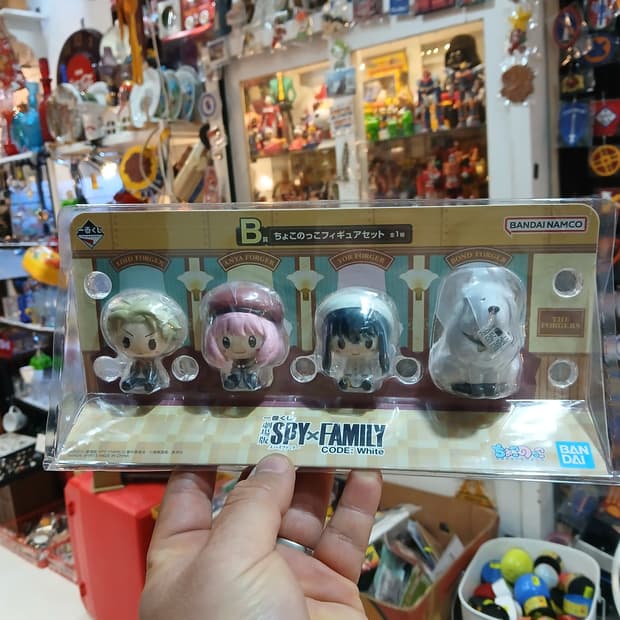 一番くじ
B賞 ちょこのっこフィギュアセット 全1種
BANDAI NAMCO
LOID FORGER
ANYA FORGER
YOR FORGER
BOND FORGER
THE FORGERS
一番くじ
劇場版 SPY×FAMILY
CODE: White
ちょこのっこ
BAN
DAI